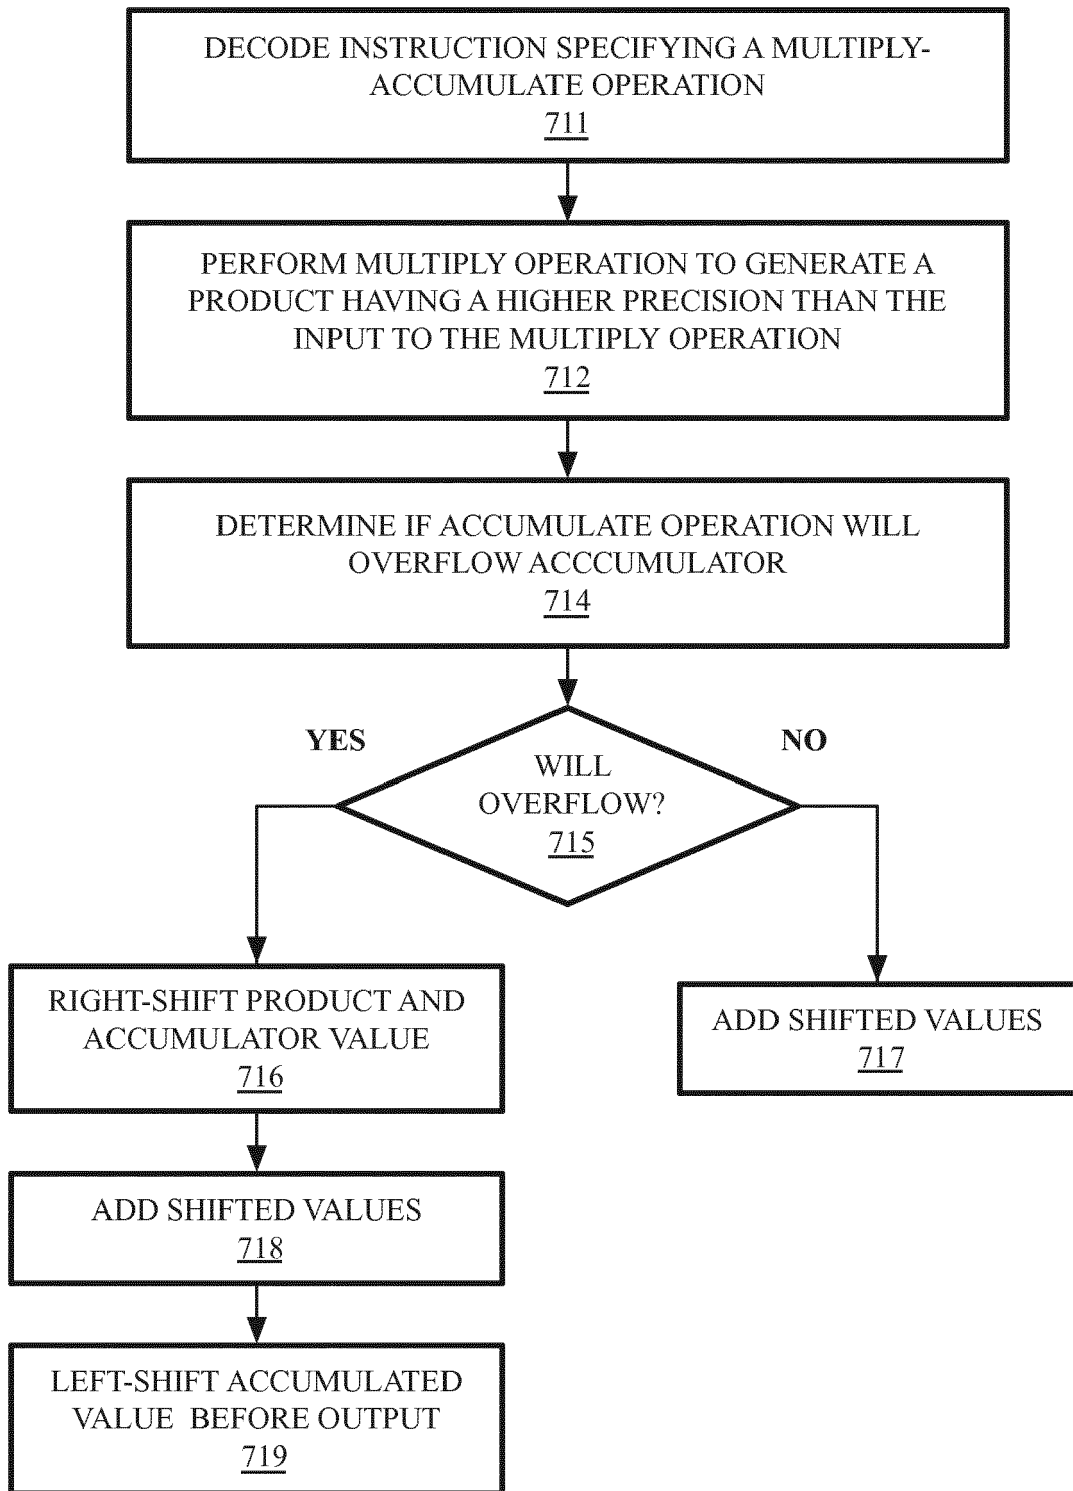 DECODE INSTRUCTION SPECIFYING A MULTIPLY-
ACCUMULATE OPERATION
711
PERFORM MULTIPLY OPERATION TO GENERATE A
PRODUCT HAVING A HIGHER PRECISION THAN THE
INPUT TO THE MULTIPLY OPERATION
712
DETERMINE IF ACCUMULATE OPERATION WILL
OVERFLOW ACCCUMULATOR
714
YES
NO
WILL
OVERFLOW?
715
RIGHT-SHIFT PRODUCT AND
ACCUMULATOR VALUE
716
ADD SHIFTED VALUES
717
ADD SHIFTED VALUES
718
LEFT-SHIFT ACCUMULATED
VALUE BEFORE OUTPUT
719